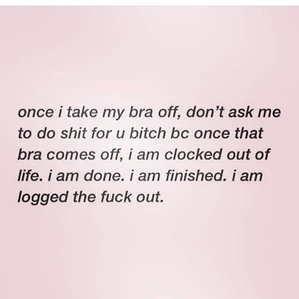 once i take my bra off, don't ask me
to do shit for u bitch bc once that
bra comes off, i am clocked out of
life. i am done. i am finished. i am
logged the fuck out.